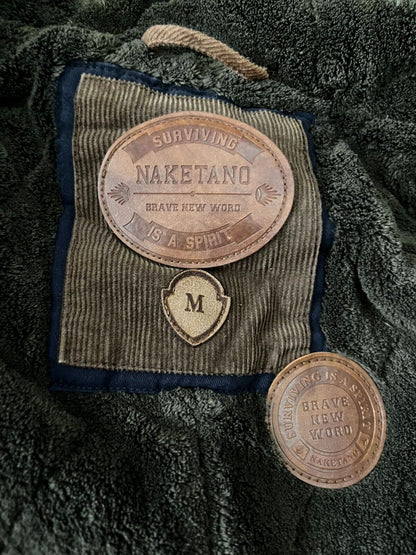 SURVIVING
NAKETANO
BRAVE NEW WORD
IS A SPIRIT
M
SURVIVING IS A SPIRIT
BRAVE
NEW
WORD
NAKETANO